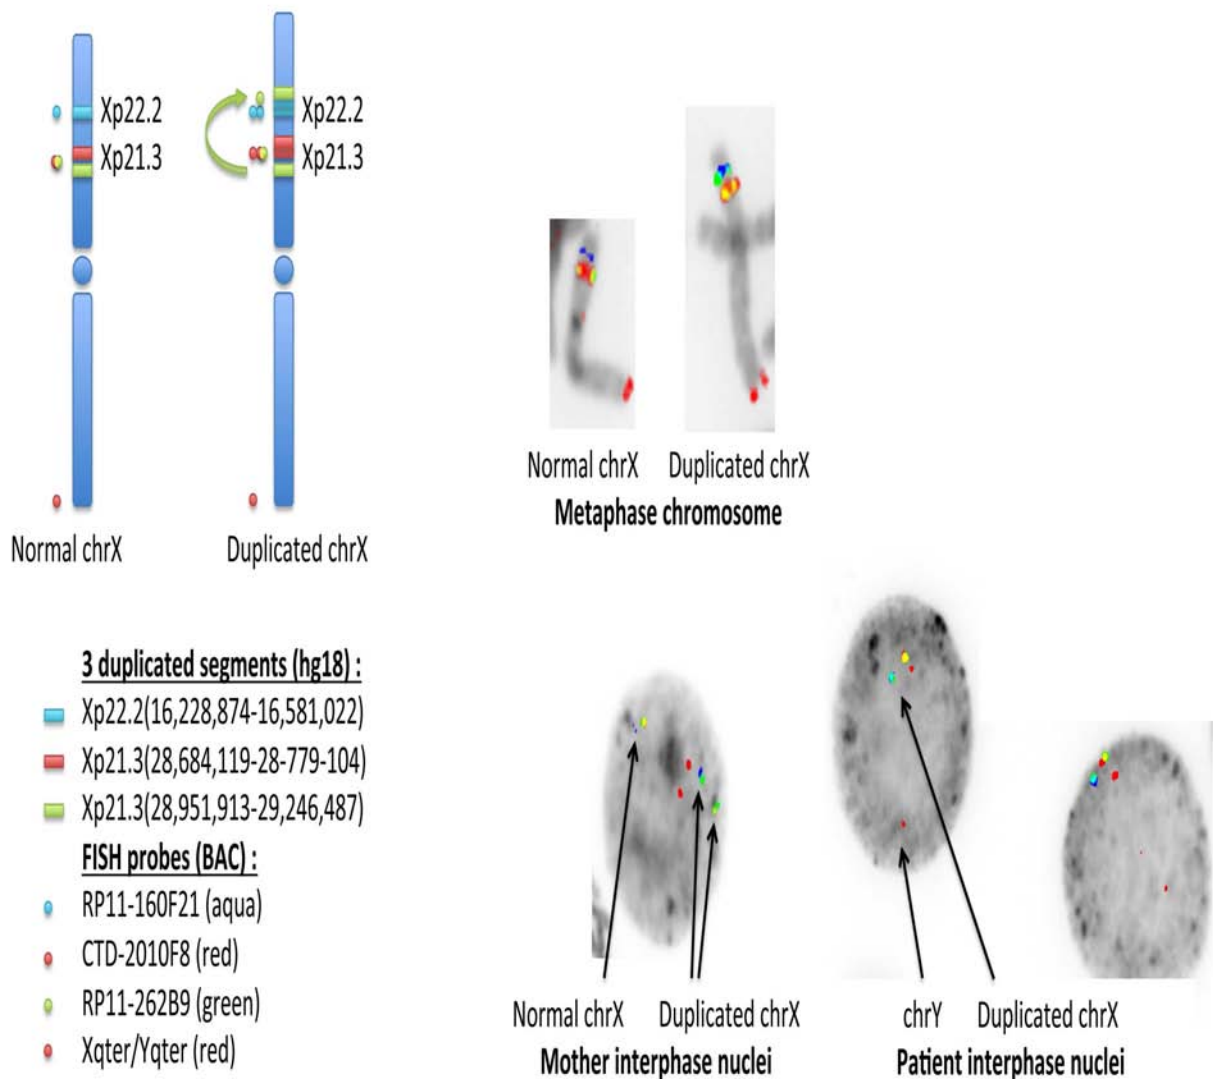 Xp22.2
Xp21.3
Xp22.2
Xp21.3
Normal chrX
Duplicated chrX
3 duplicated segments (hg18) :
Xp22.2(16,228,874-16,581,022)
Xp21.3(28,684,119-28-779-104)
Xp21.3(28,951,913-29,246,487)
FISH probes (BAC) :
RP11-160F21 (aqua)
CTD-2010F8 (red)
RP11-262B9 (green)
Xqter/Yqter (red)
Normal chrX
Duplicated chrX
Metaphase chromosome
Normal chrX
Duplicated chrX
Mother interphase nuclei
chrY
Duplicated chrX
Patient interphase nuclei